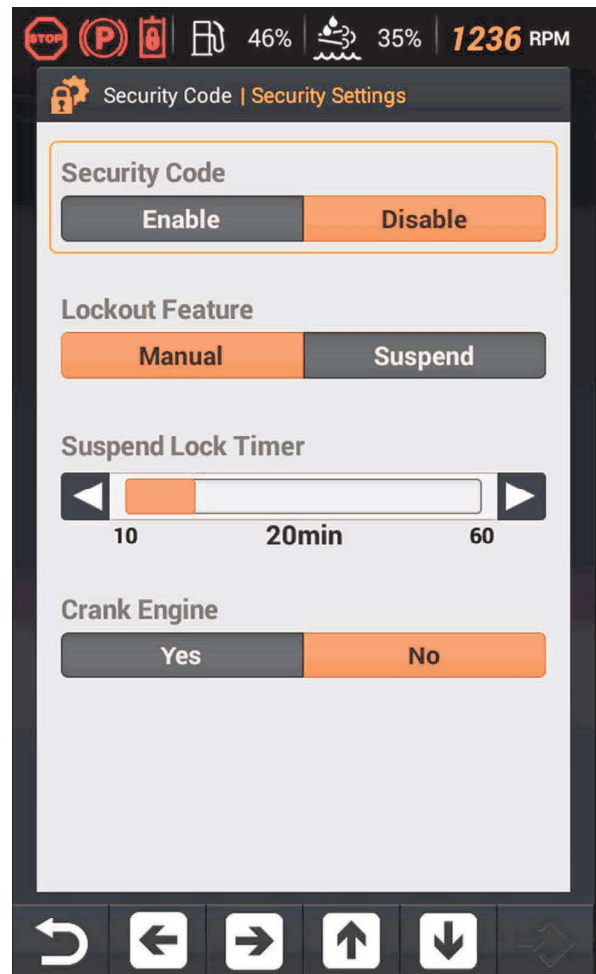 STOP P 46% 35% 1236 RPM
Security Code | Security Settings
Security Code
Enable Disable
Lockout Feature
Manual Suspend
Suspend Lock Timer
10 20min 60
Crank Engine
Yes No